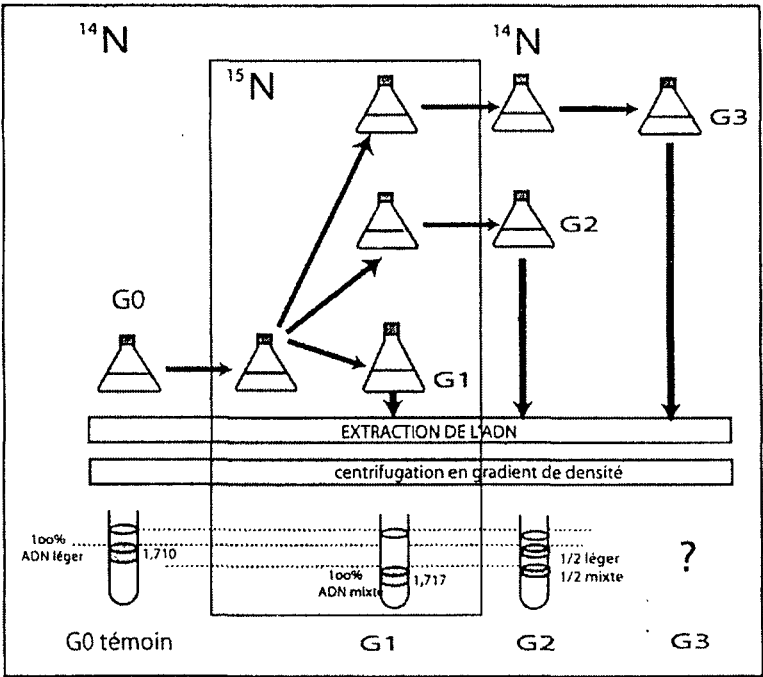 ¹⁴N
¹⁴N
¹⁵N
G3
G2
G0
G1
EXTRACTION DE L'ADN
centrifugation en gradient de densité
100%
ADN léger
1,710
100%
ADN mixte
1,717
1/2 léger
1/2 mixte
?
G0 témoin
G1
G2
G3